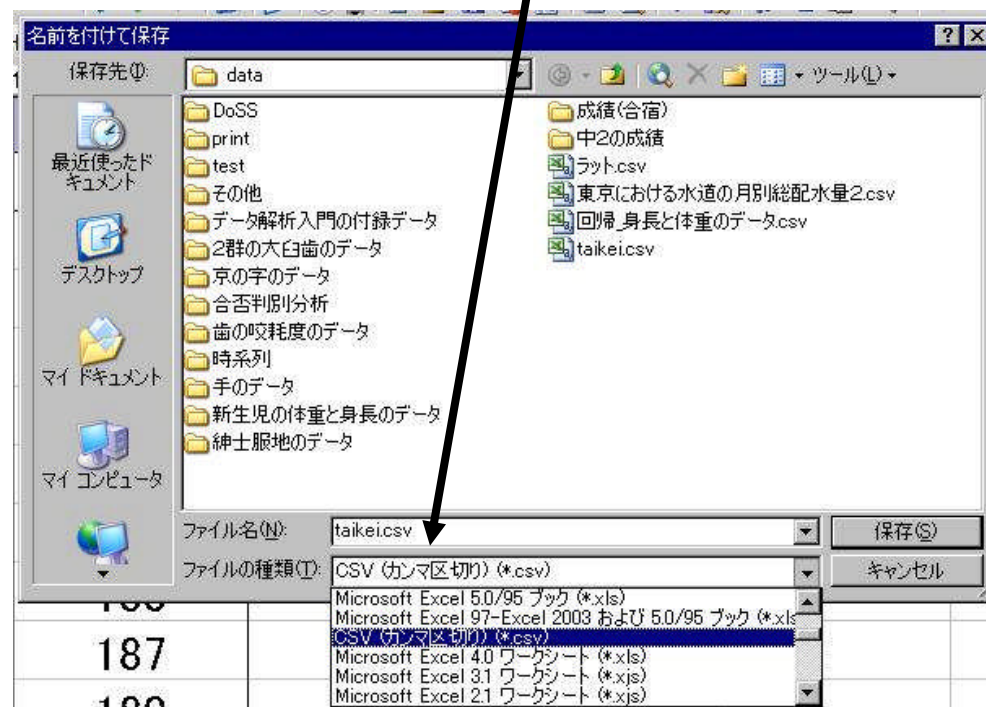 名前を付けて保存
保存先(I):
data
ツール(L)
最近使ったド
キュメント
デスクトップ
マイ ドキュメント
マイ コンピュータ
DoSS
print
test
その他
データ解析入門の付録データ
2群の大臼歯のデータ
京の字のデータ
合否判別分析
歯の咬耗度のデータ
時系列
手のデータ
新生児の体重と身長のデータ
紳士服地のデータ
成績(合宿)
中2の成績
ラット.csv
東京における水道の月別総配水量2.csv
回帰_身長と体重のデータ.csv
taikei.csv
ファイル名(N):
taikei.csv
保存(S)
ファイルの種類(T):
CSV (カンマ区切り) (*.csv)
キャンセル
Microsoft Excel 5.0/95 ブック (*.xls)
Microsoft Excel 97-Excel 2003 および 5.0/95 ブック (*.xls
CSV (カンマ区切り) (*.csv)
Microsoft Excel 4.0 ワークシート (*.xls)
Microsoft Excel 3.1 ワークシート (*.xjs)
Microsoft Excel 2.1 ワークシート (*.xjs)
187